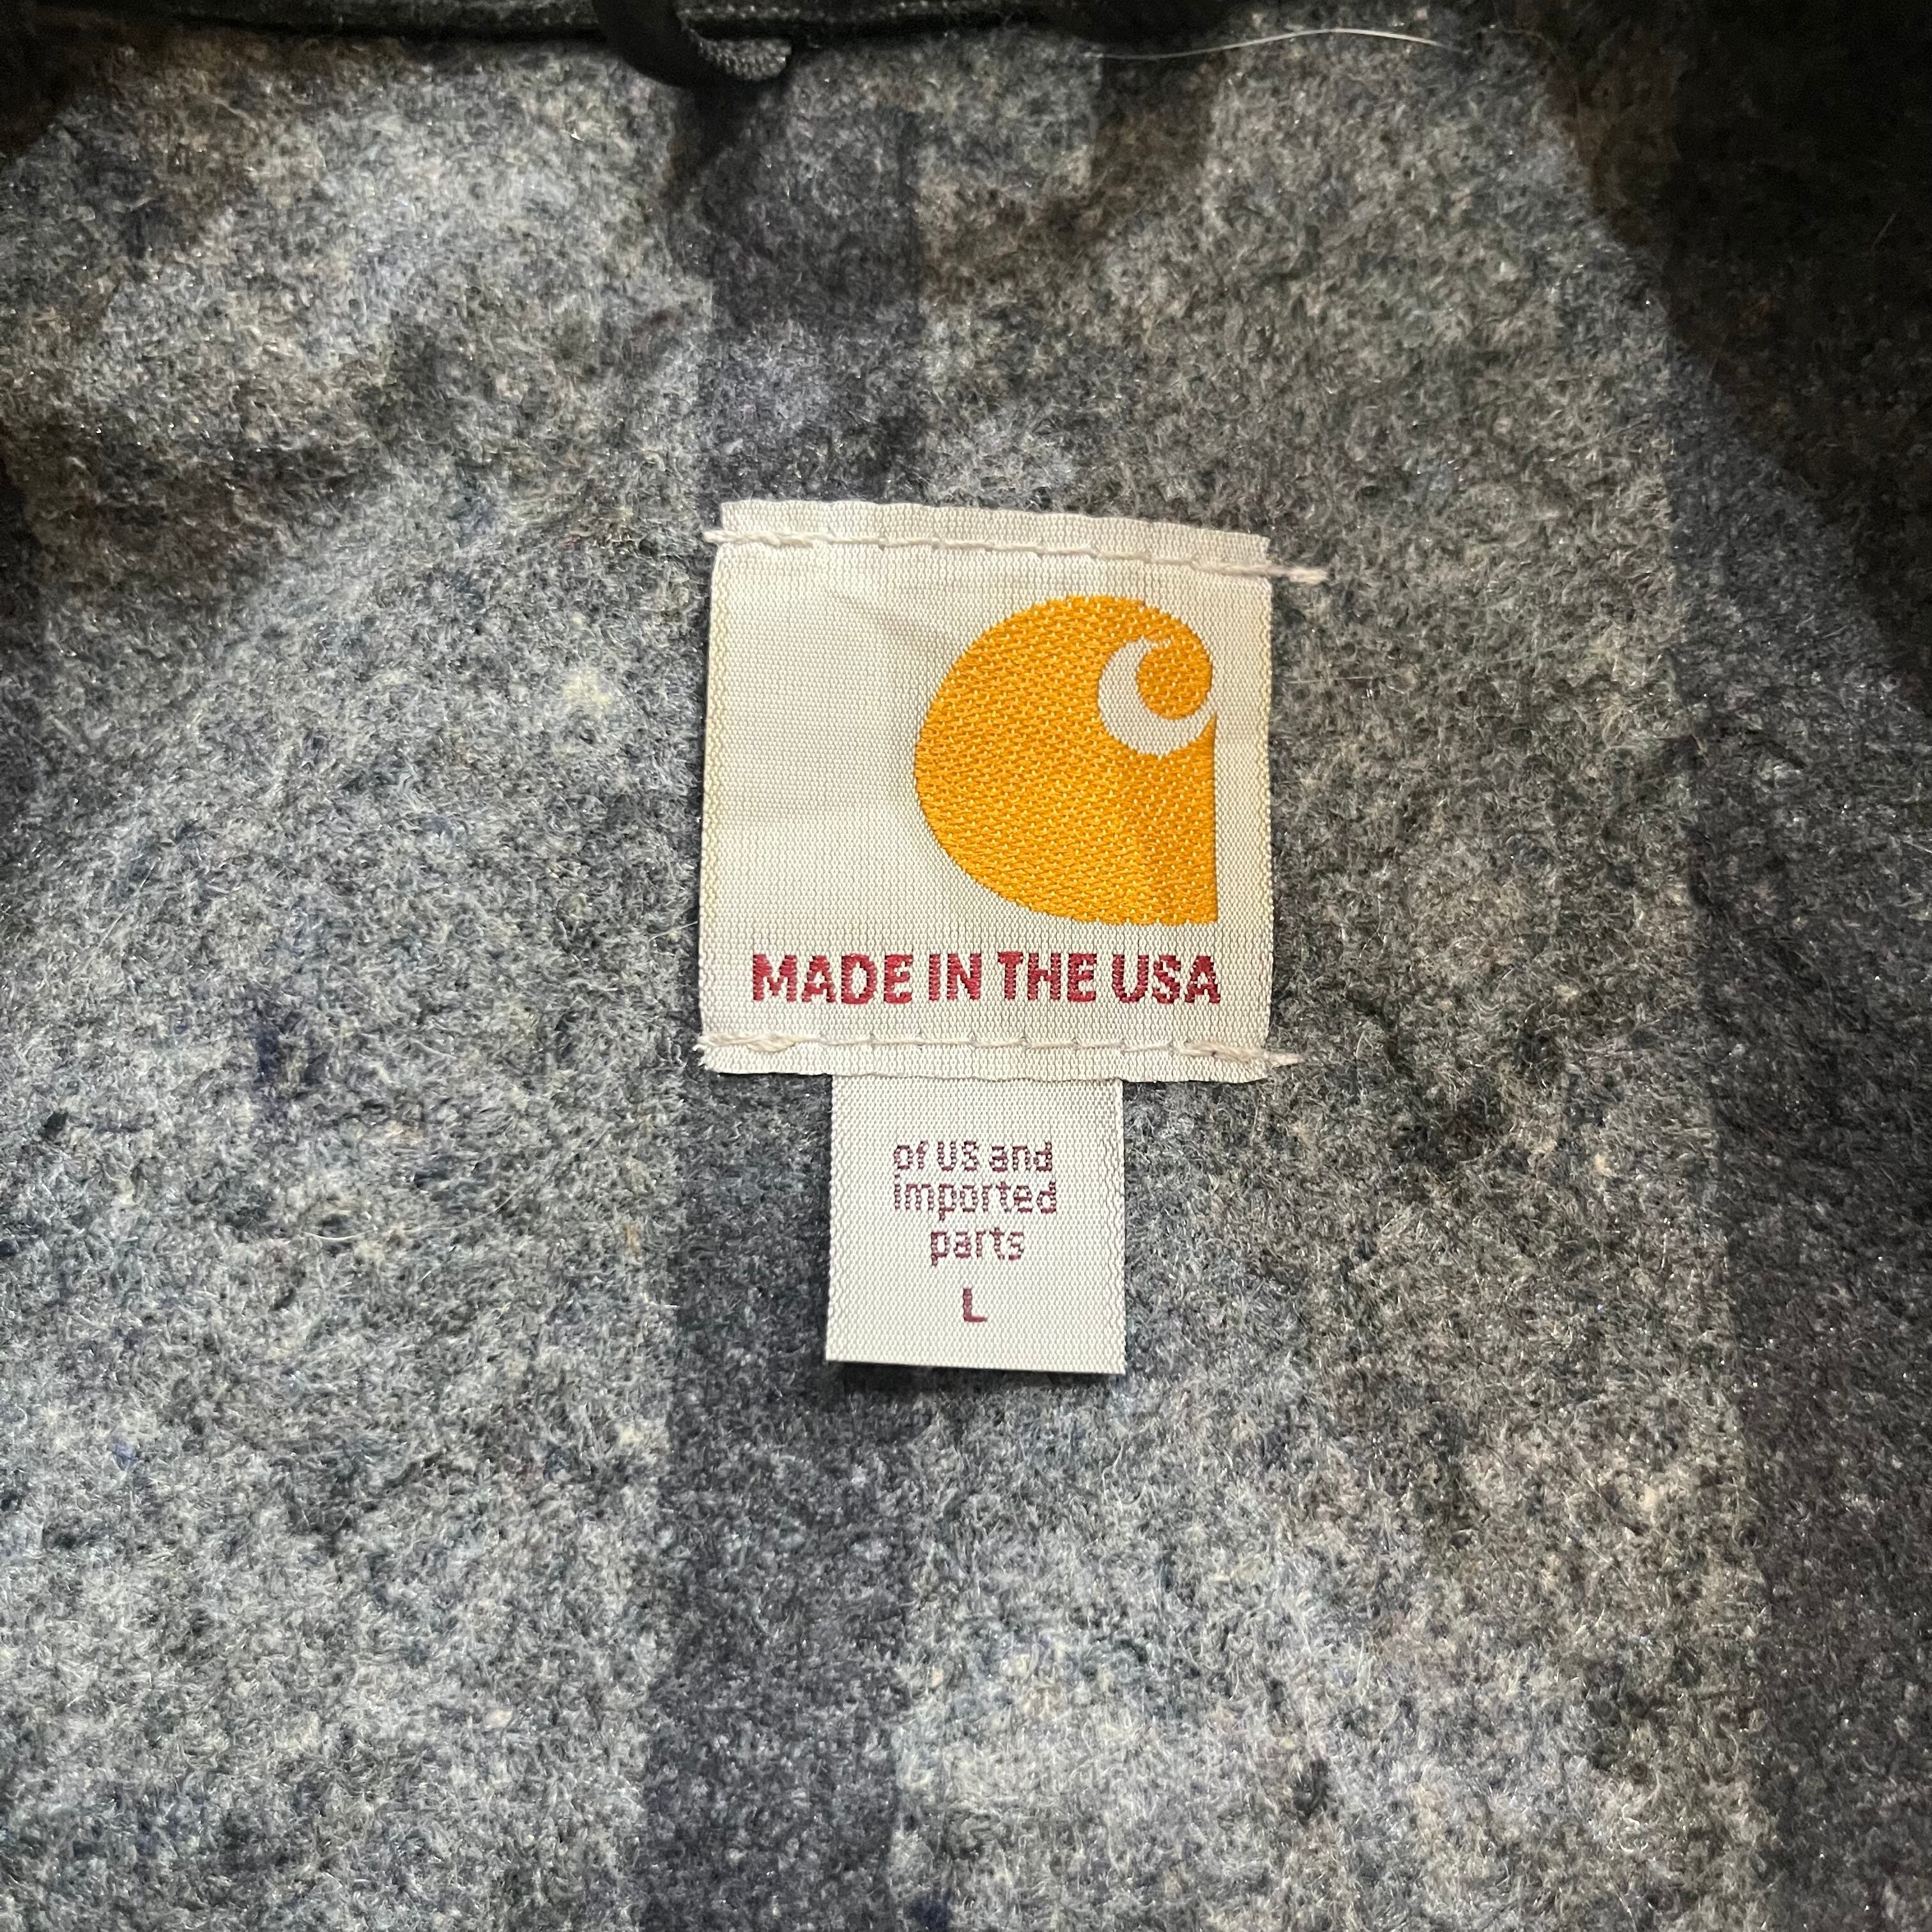 MADE IN THE USA
of US and
imported
parts
L